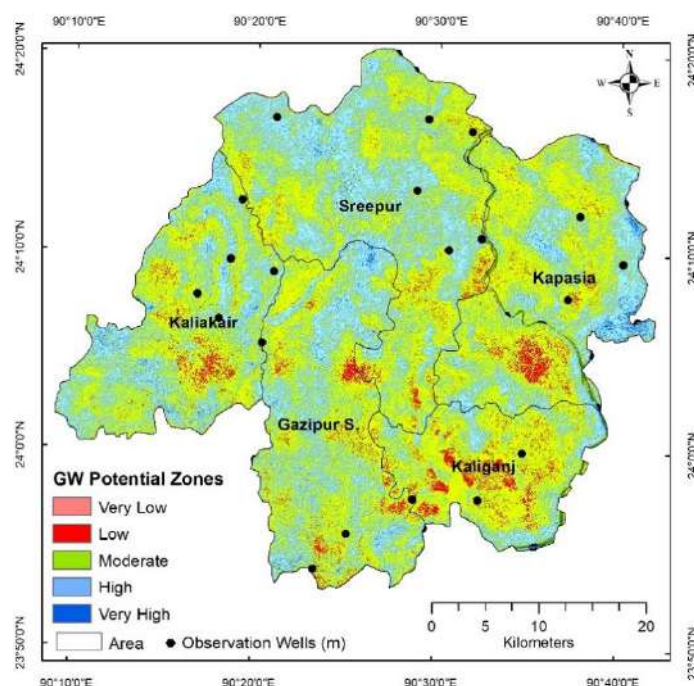 90°10'0"E 90°20'0"E 90°30'0"E 90°40'0"E
24°20'0"N
24°20'0"N
N
W E
S
Sreepur
24°10'0"N
24°10'0"N
Kapasia
Kaliakair
Gazipur S.
24°0'0"N
24°0'0"N
Kaliganj
GW Potential Zones
Very Low
Low
Moderate
High
Very High
Area
Observation Wells (m)
0 5 10 15 20
Kilometers
23°50'0"N
23°50'0"N
90°10'0"E 90°20'0"E 90°30'0"E 90°40'0"E